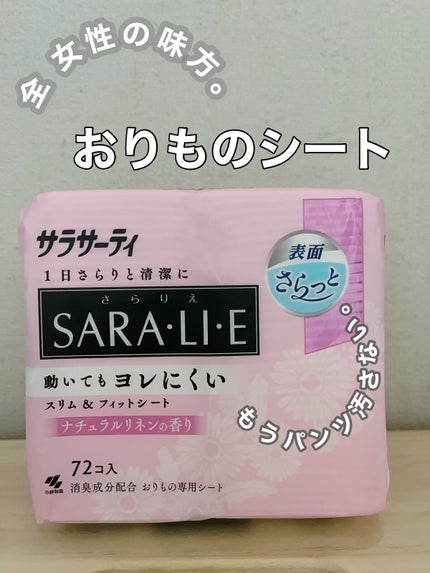 全女性の味方。
おりものシート
サラサーティ
1日さらりと清潔に
さらりえ
SARA・LI・E
表面
さらっと
動いてもヨレにくい
スリム & フィットシート
ナチュラルリネンの香り
もうパンツ汚さない。
72コ入
消臭成分配合 おりもの専用シート
小林製薬